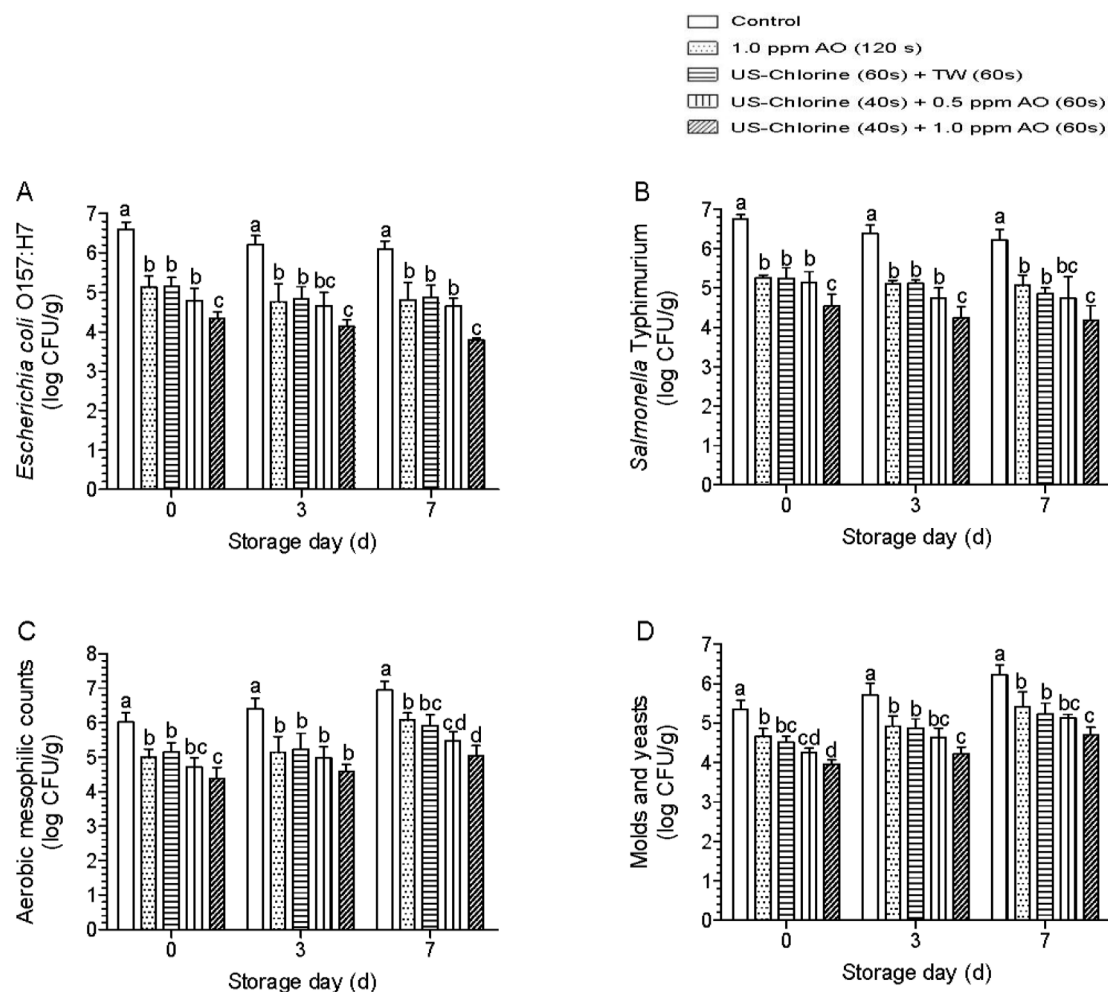 Control
1.0 ppm AO (120 s)
US-Chlorine (60s) + TW (60s)
US-Chlorine (40s) + 0.5 ppm AO (60s)
US-Chlorine (40s) + 1.0 ppm AO (60s)
A
Escherichia coli O157:H7
(log CFU/g)
7
6
5
4
3
2
1
0
a
b
b
b
c
a
b
b
bc
c
a
b
b
b
c
0
3
7
Storage day (d)
B
Salmonella Typhimurium
(log CFU/g)
7
6
5
4
3
2
1
0
a
b
b
b
c
a
b
b
b
c
a
b
b
bc
c
0
3
7
Storage day (d)
C
Aerobic mesophilic counts
(log CFU/g)
8
7
6
5
4
3
2
1
0
a
b
b
bc
c
a
b
b
b
b
a
b
bc
cd
d
0
3
7
Storage day (d)
D
Molds and yeasts
(log CFU/g)
7
6
5
4
3
2
1
0
a
b
bc
cd
d
a
b
b
bc
c
a
b
b
bc
c
0
3
7
Storage day (d)